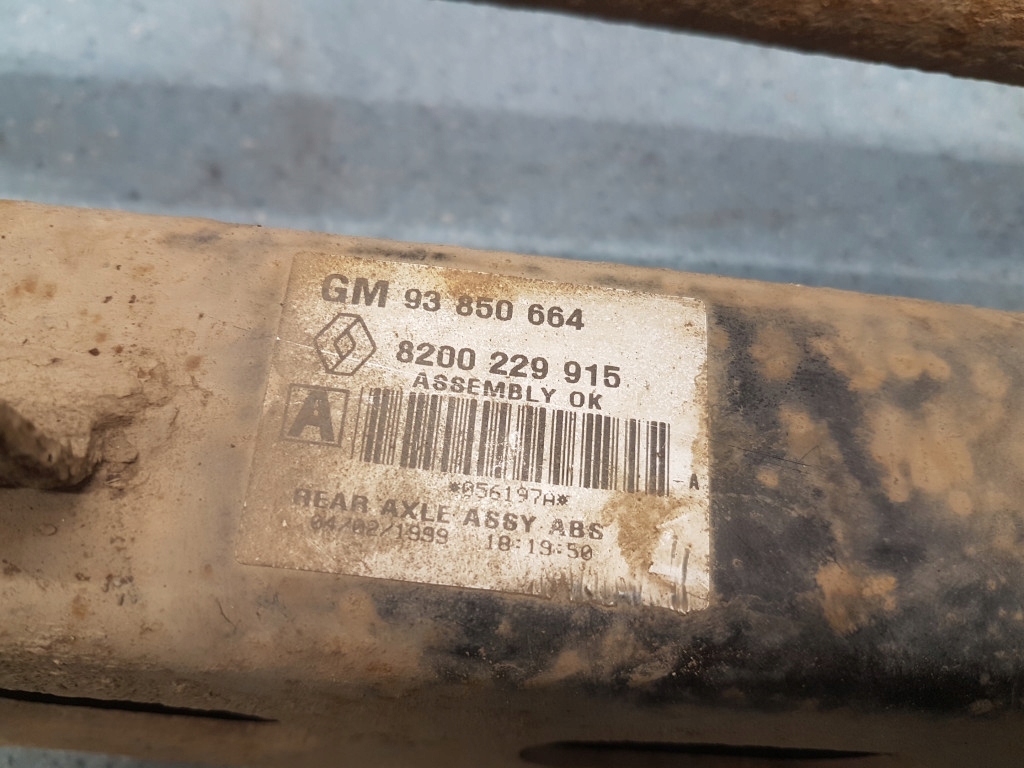 GM 93 850 664
8200 229 915
ASSEMBLY OK
A
-A
*056197A*
REAR AXLE ASSY ABS
04/02/1999 18:19:50